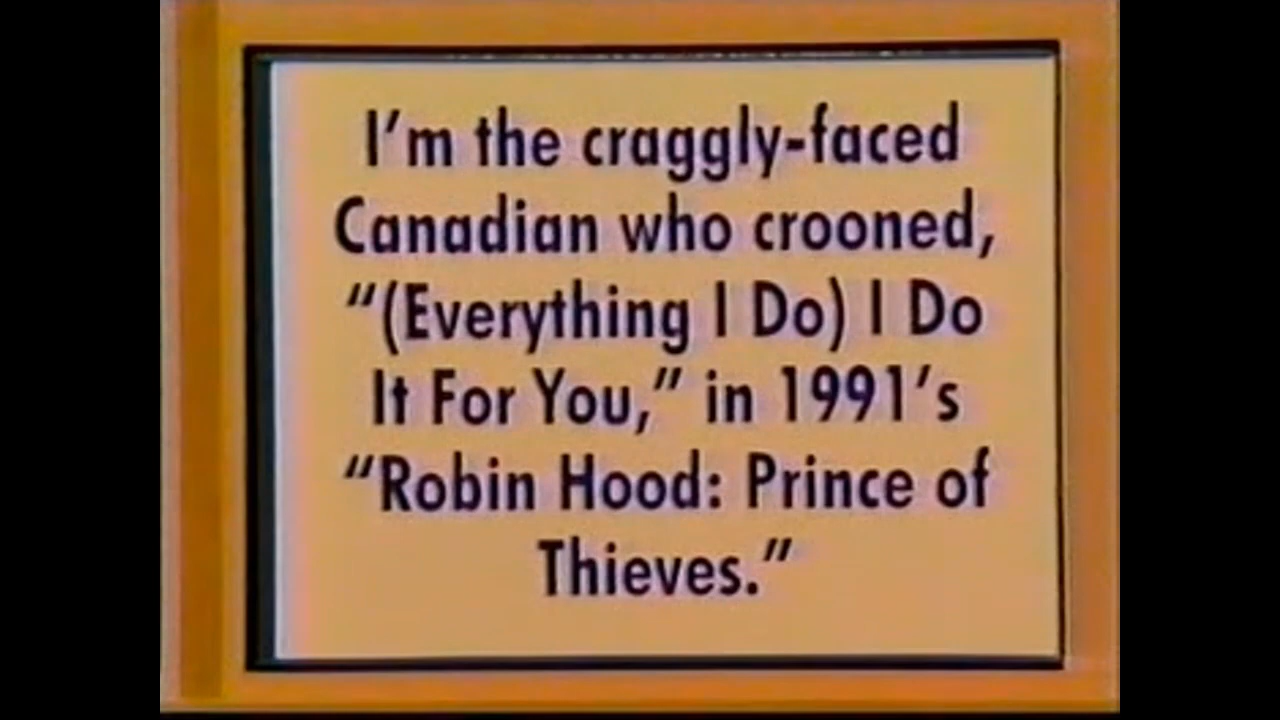 I'm the craggly-faced
Canadian who crooned,
"(Everything I Do) I Do
It For You," in 1991's
"Robin Hood: Prince of
Thieves."